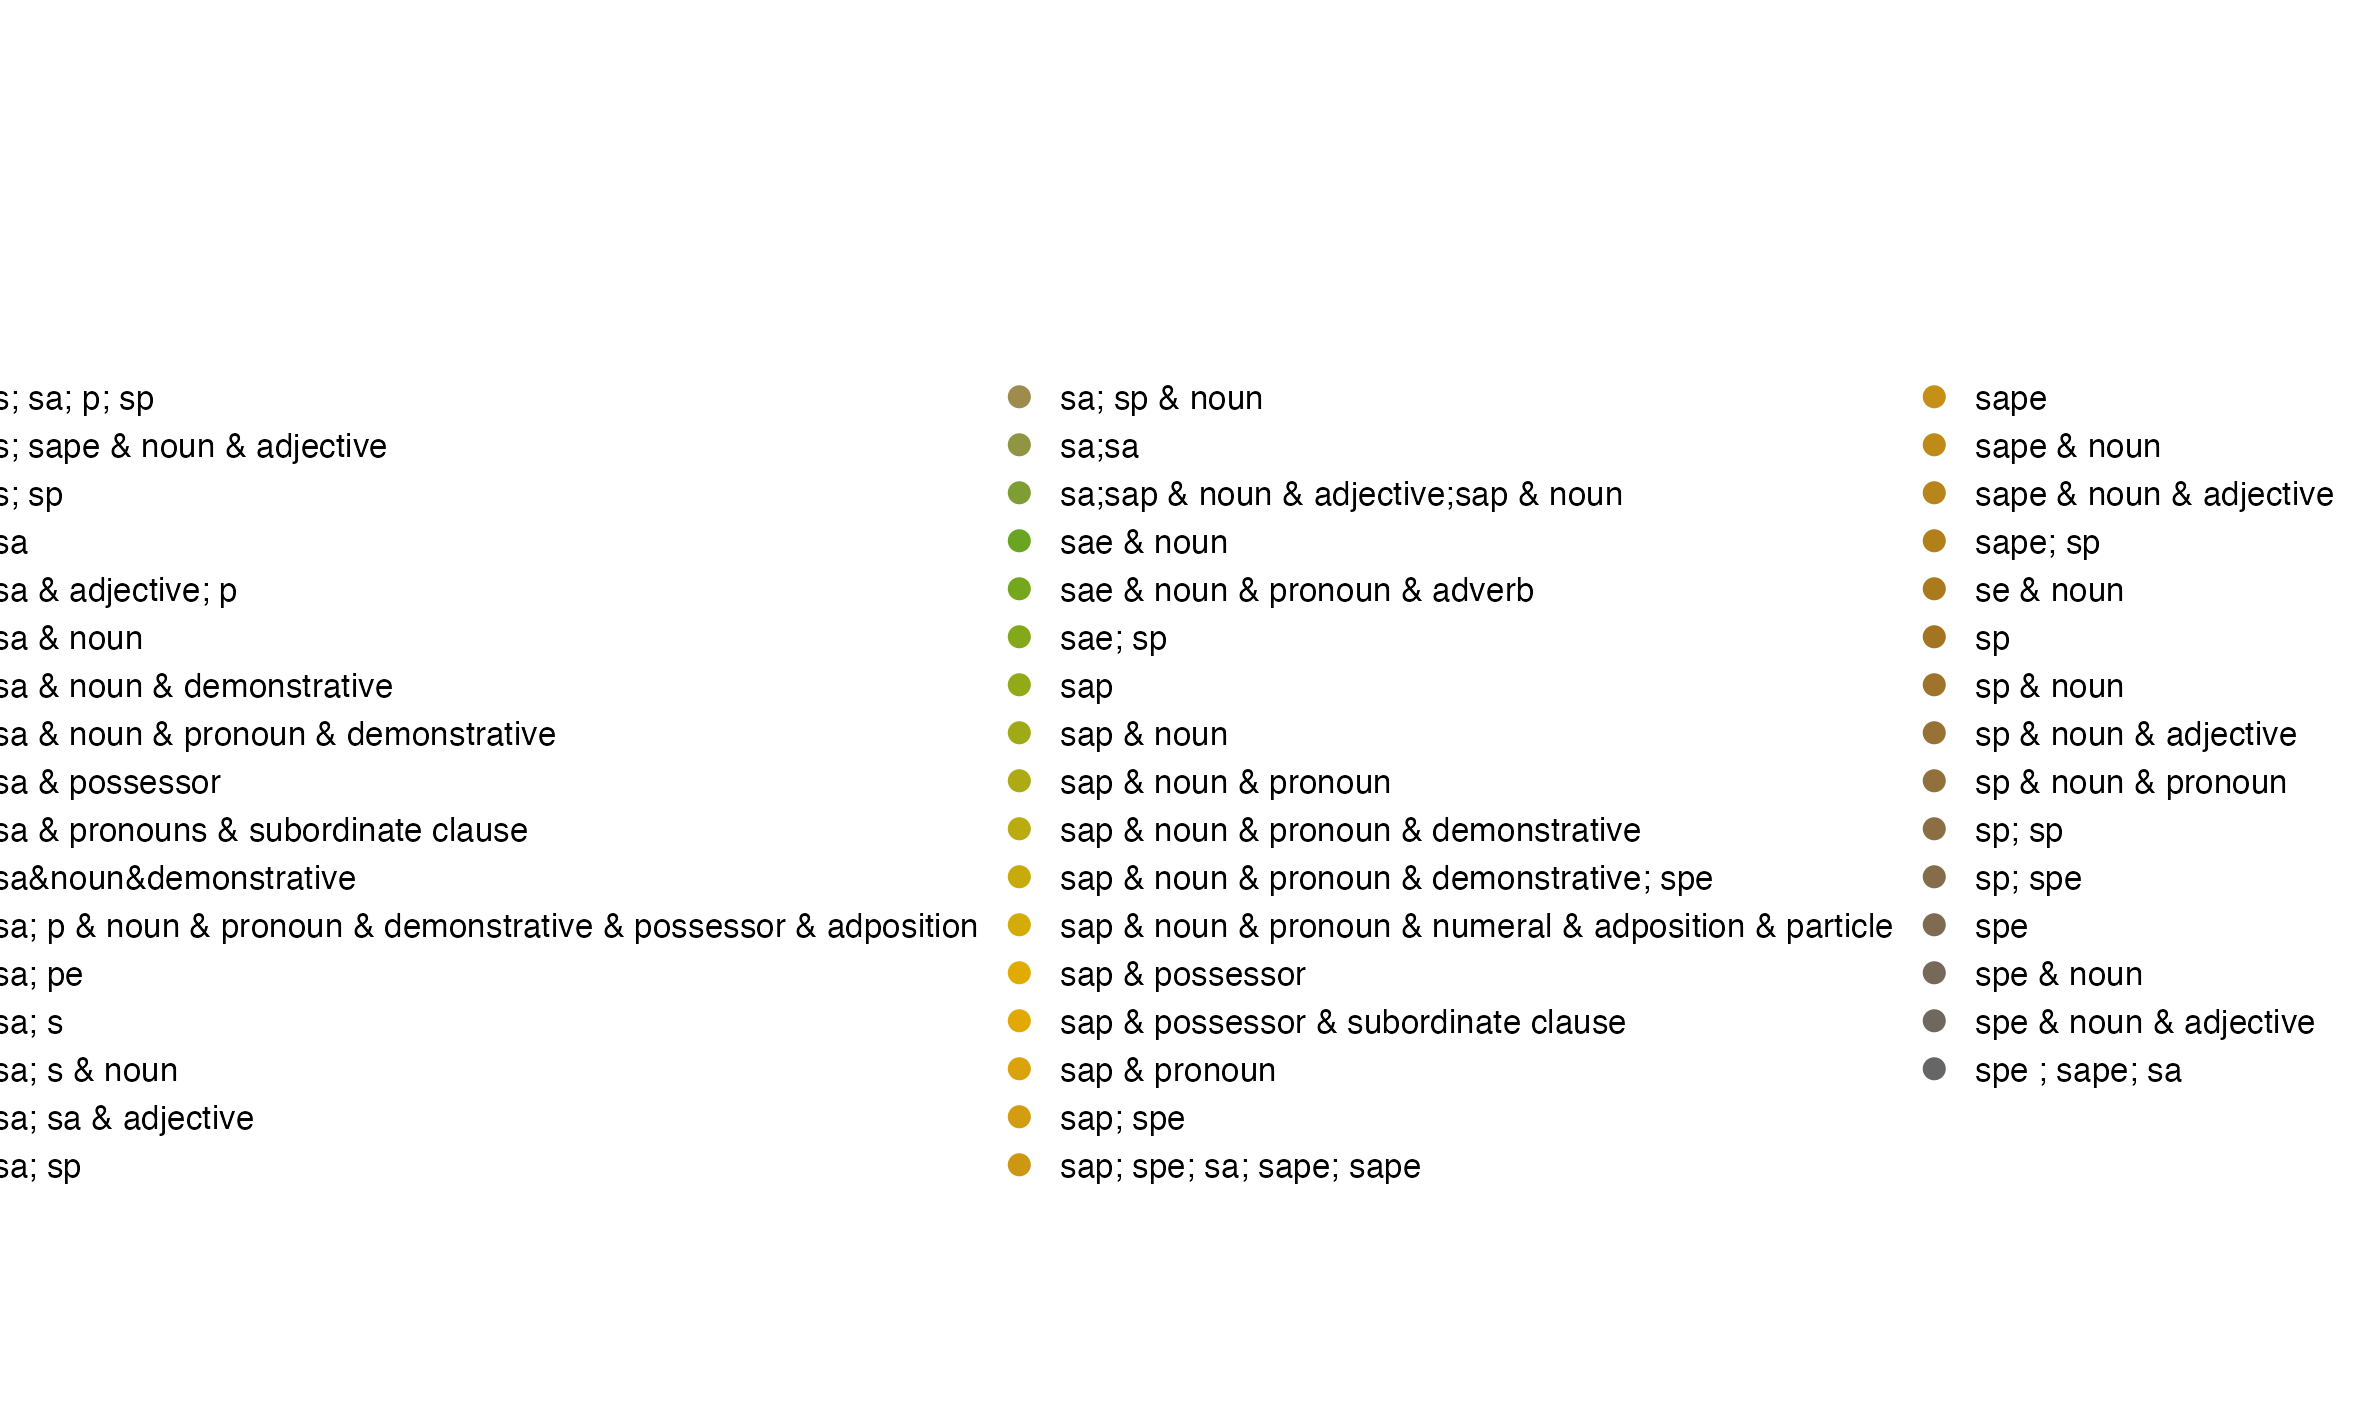 s; sa; p; sp
s; sape & noun & adjective
s; sp
sa
sa & adjective; p
sa & noun
sa & noun & demonstrative
sa & noun & pronoun & demonstrative
sa & possessor
sa & pronouns & subordinate clause
sa&noun&demonstrative
sa; p & noun & pronoun & demonstrative & possessor & adposition
sa; pe
sa; s
sa; s & noun
sa; sa & adjective
sa; sp
sa; sp & noun
sa;sa
sa;sap & noun & adjective;sap & noun
sae & noun
sae & noun & pronoun & adverb
sae; sp
sap
sap & noun
sap & noun & pronoun
sap & noun & pronoun & demonstrative
sap & noun & pronoun & demonstrative; spe
sap & noun & pronoun & numeral & adposition & particle
sap & possessor
sap & possessor & subordinate clause
sap & pronoun
sap; spe
sap; spe; sa; sape; sape
sape
sape & noun
sape & noun & adjective
sape; sp
se & noun
sp
sp & noun
sp & noun & adjective
sp & noun & pronoun
sp; sp
sp; spe
spe
spe & noun
spe & noun & adjective
spe ; sape; sa